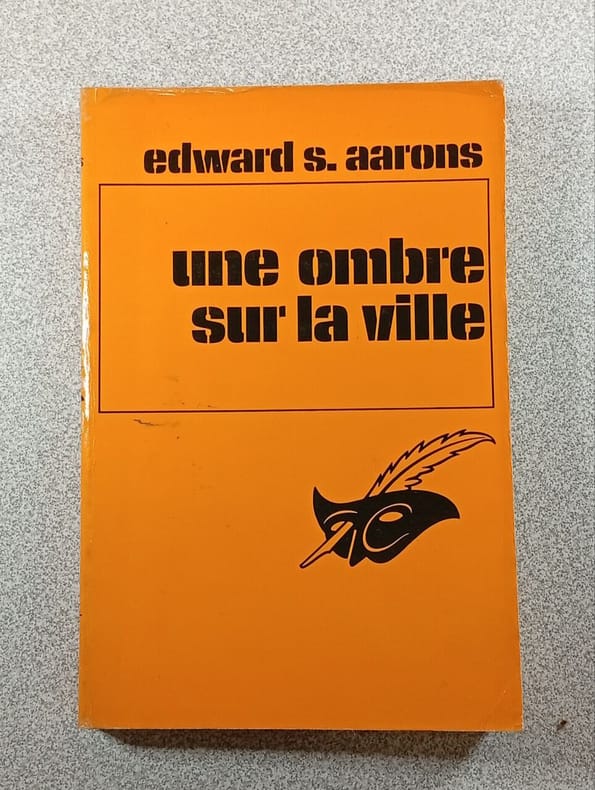 edward s. aarons
une ombre
sur la ville